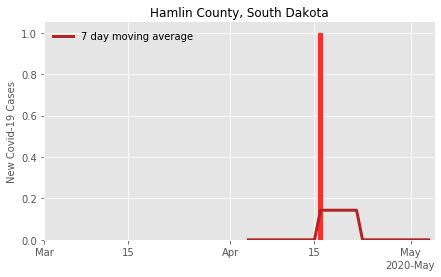 Hamlin County, South Dakota
7 day moving average
New Covid-19 Cases
1.0
0.8
0.6
0.4
0.2
0.0
Mar
15
Apr
15
May
2020-May